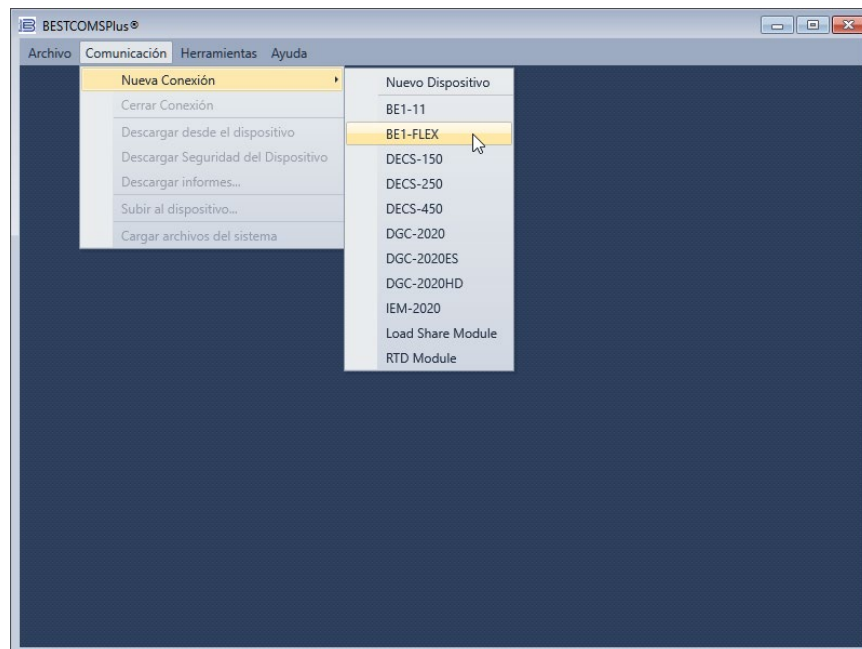 BESTCOMSPlus®
Archivo Comunicación Herramientas Ayuda
Nueva Conexión
Cerrar Conexión
Descargar desde el dispositivo
Descargar Seguridad del Dispositivo
Descargar informes...
Subir al dispositivo...
Cargar archivos del sistema
Nuevo Dispositivo
BE1-11
BE1-FLEX
DECS-150
DECS-250
DECS-450
DGC-2020
DGC-2020ES
DGC-2020HD
IEM-2020
Load Share Module
RTD Module